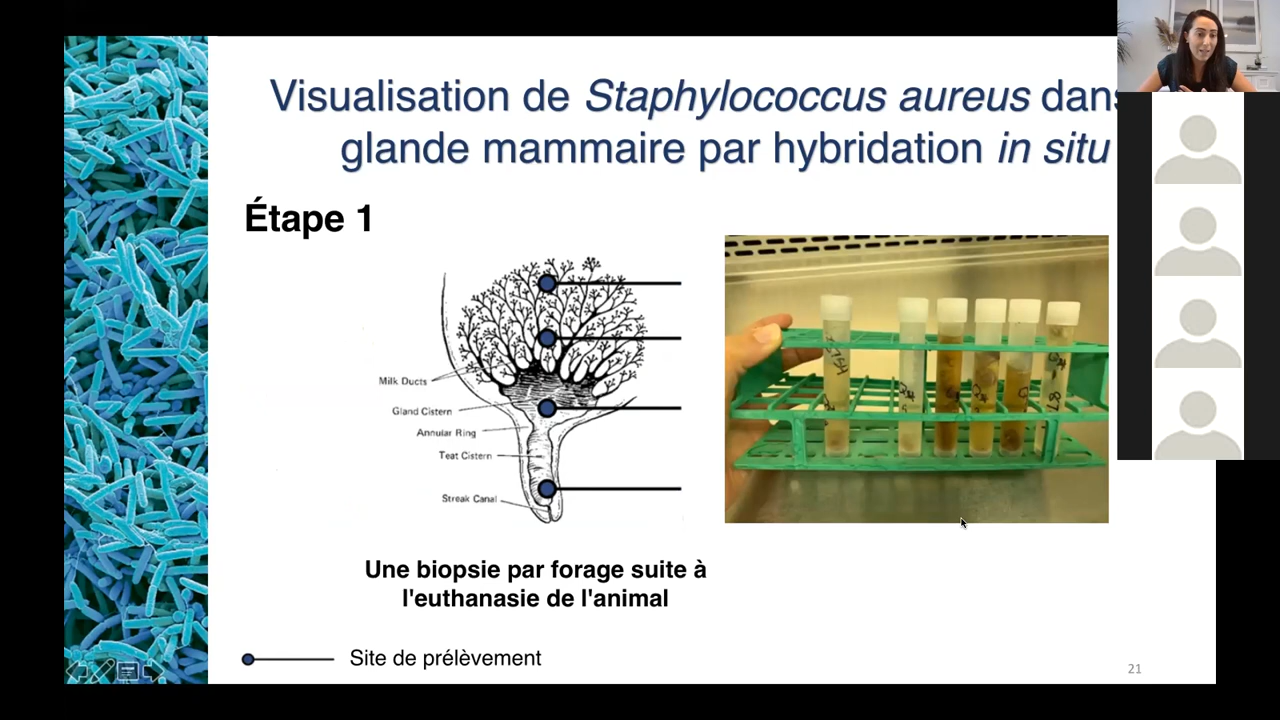 Visualisation de Staphylococcus aureus dans
glande mammaire par hybridation in situ
Étape 1
Milk Ducts
Gland Cistern
Annular Ring
Teat Cistern
Streak Canal
Une biopsie par forage suite à
l'euthanasie de l'animal
Site de prélèvement
21